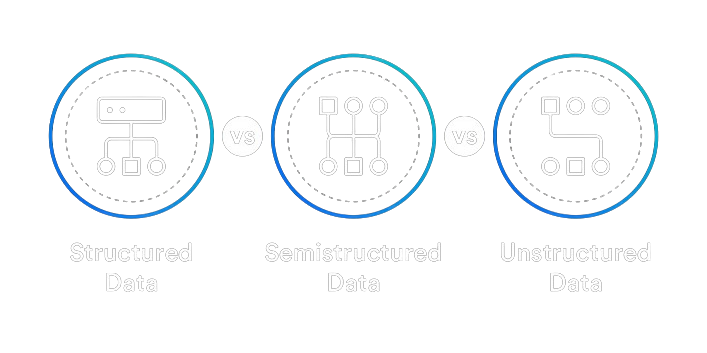 vs
vs
Structured
Data
Semistructured
Data
Unstructured
Data